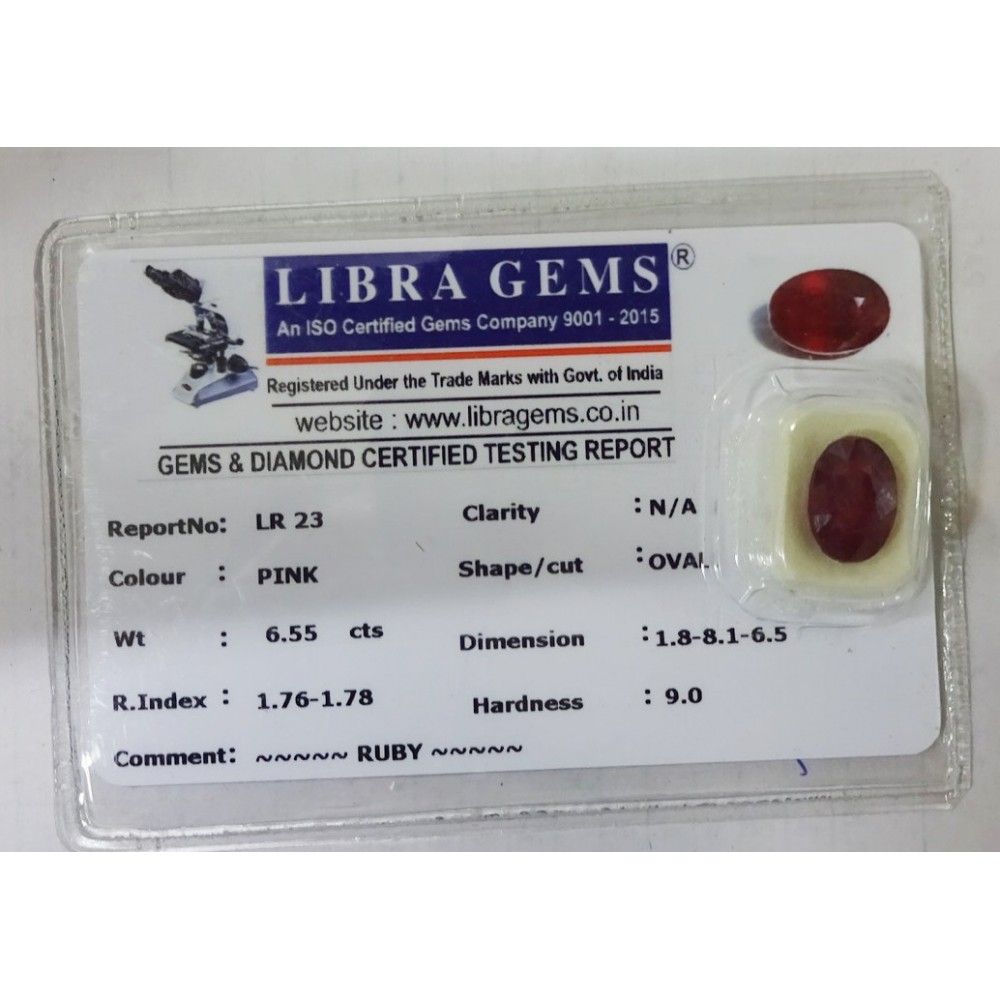 LIBRA GEMS ®
An ISO Certified Gems Company 9001 - 2015
Registered Under the Trade Marks with Govt. of India
website : www.libragems.co.in
GEMS & DIAMOND CERTIFIED TESTING REPORT
ReportNo: LR 23 Clarity : N/A
Colour : PINK Shape/cut : OVAL
Wt : 6.55 cts Dimension : 1.8-8.1-6.5
R.Index : 1.76-1.78 Hardness : 9.0
Comment: ~~~~~ RUBY ~~~~~